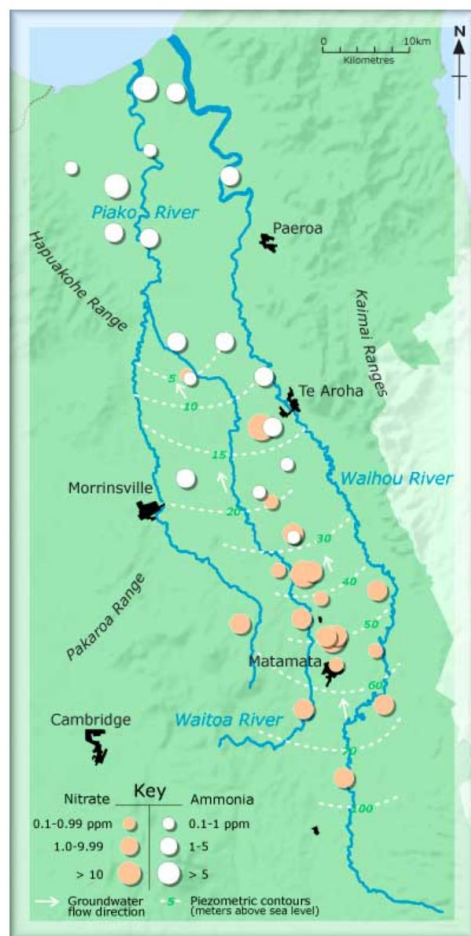 N
0 10km
Kilometres
Piako River
Hapuakohe Range
Paeroa
Kaimai Ranges
5
10
Te Aroha
15
Waihou River
Morrinsville
20
30
40
Pakaroa Range
50
Matamata
60
Waitoa River
Cambridge
70
100
Key
Nitrate Ammonia
0.1-0.99 ppm 0.1-1 ppm
1.0-9.99 1-5
> 10 > 5
Groundwater flow direction
5 Piezometric contours
(meters above sea level)